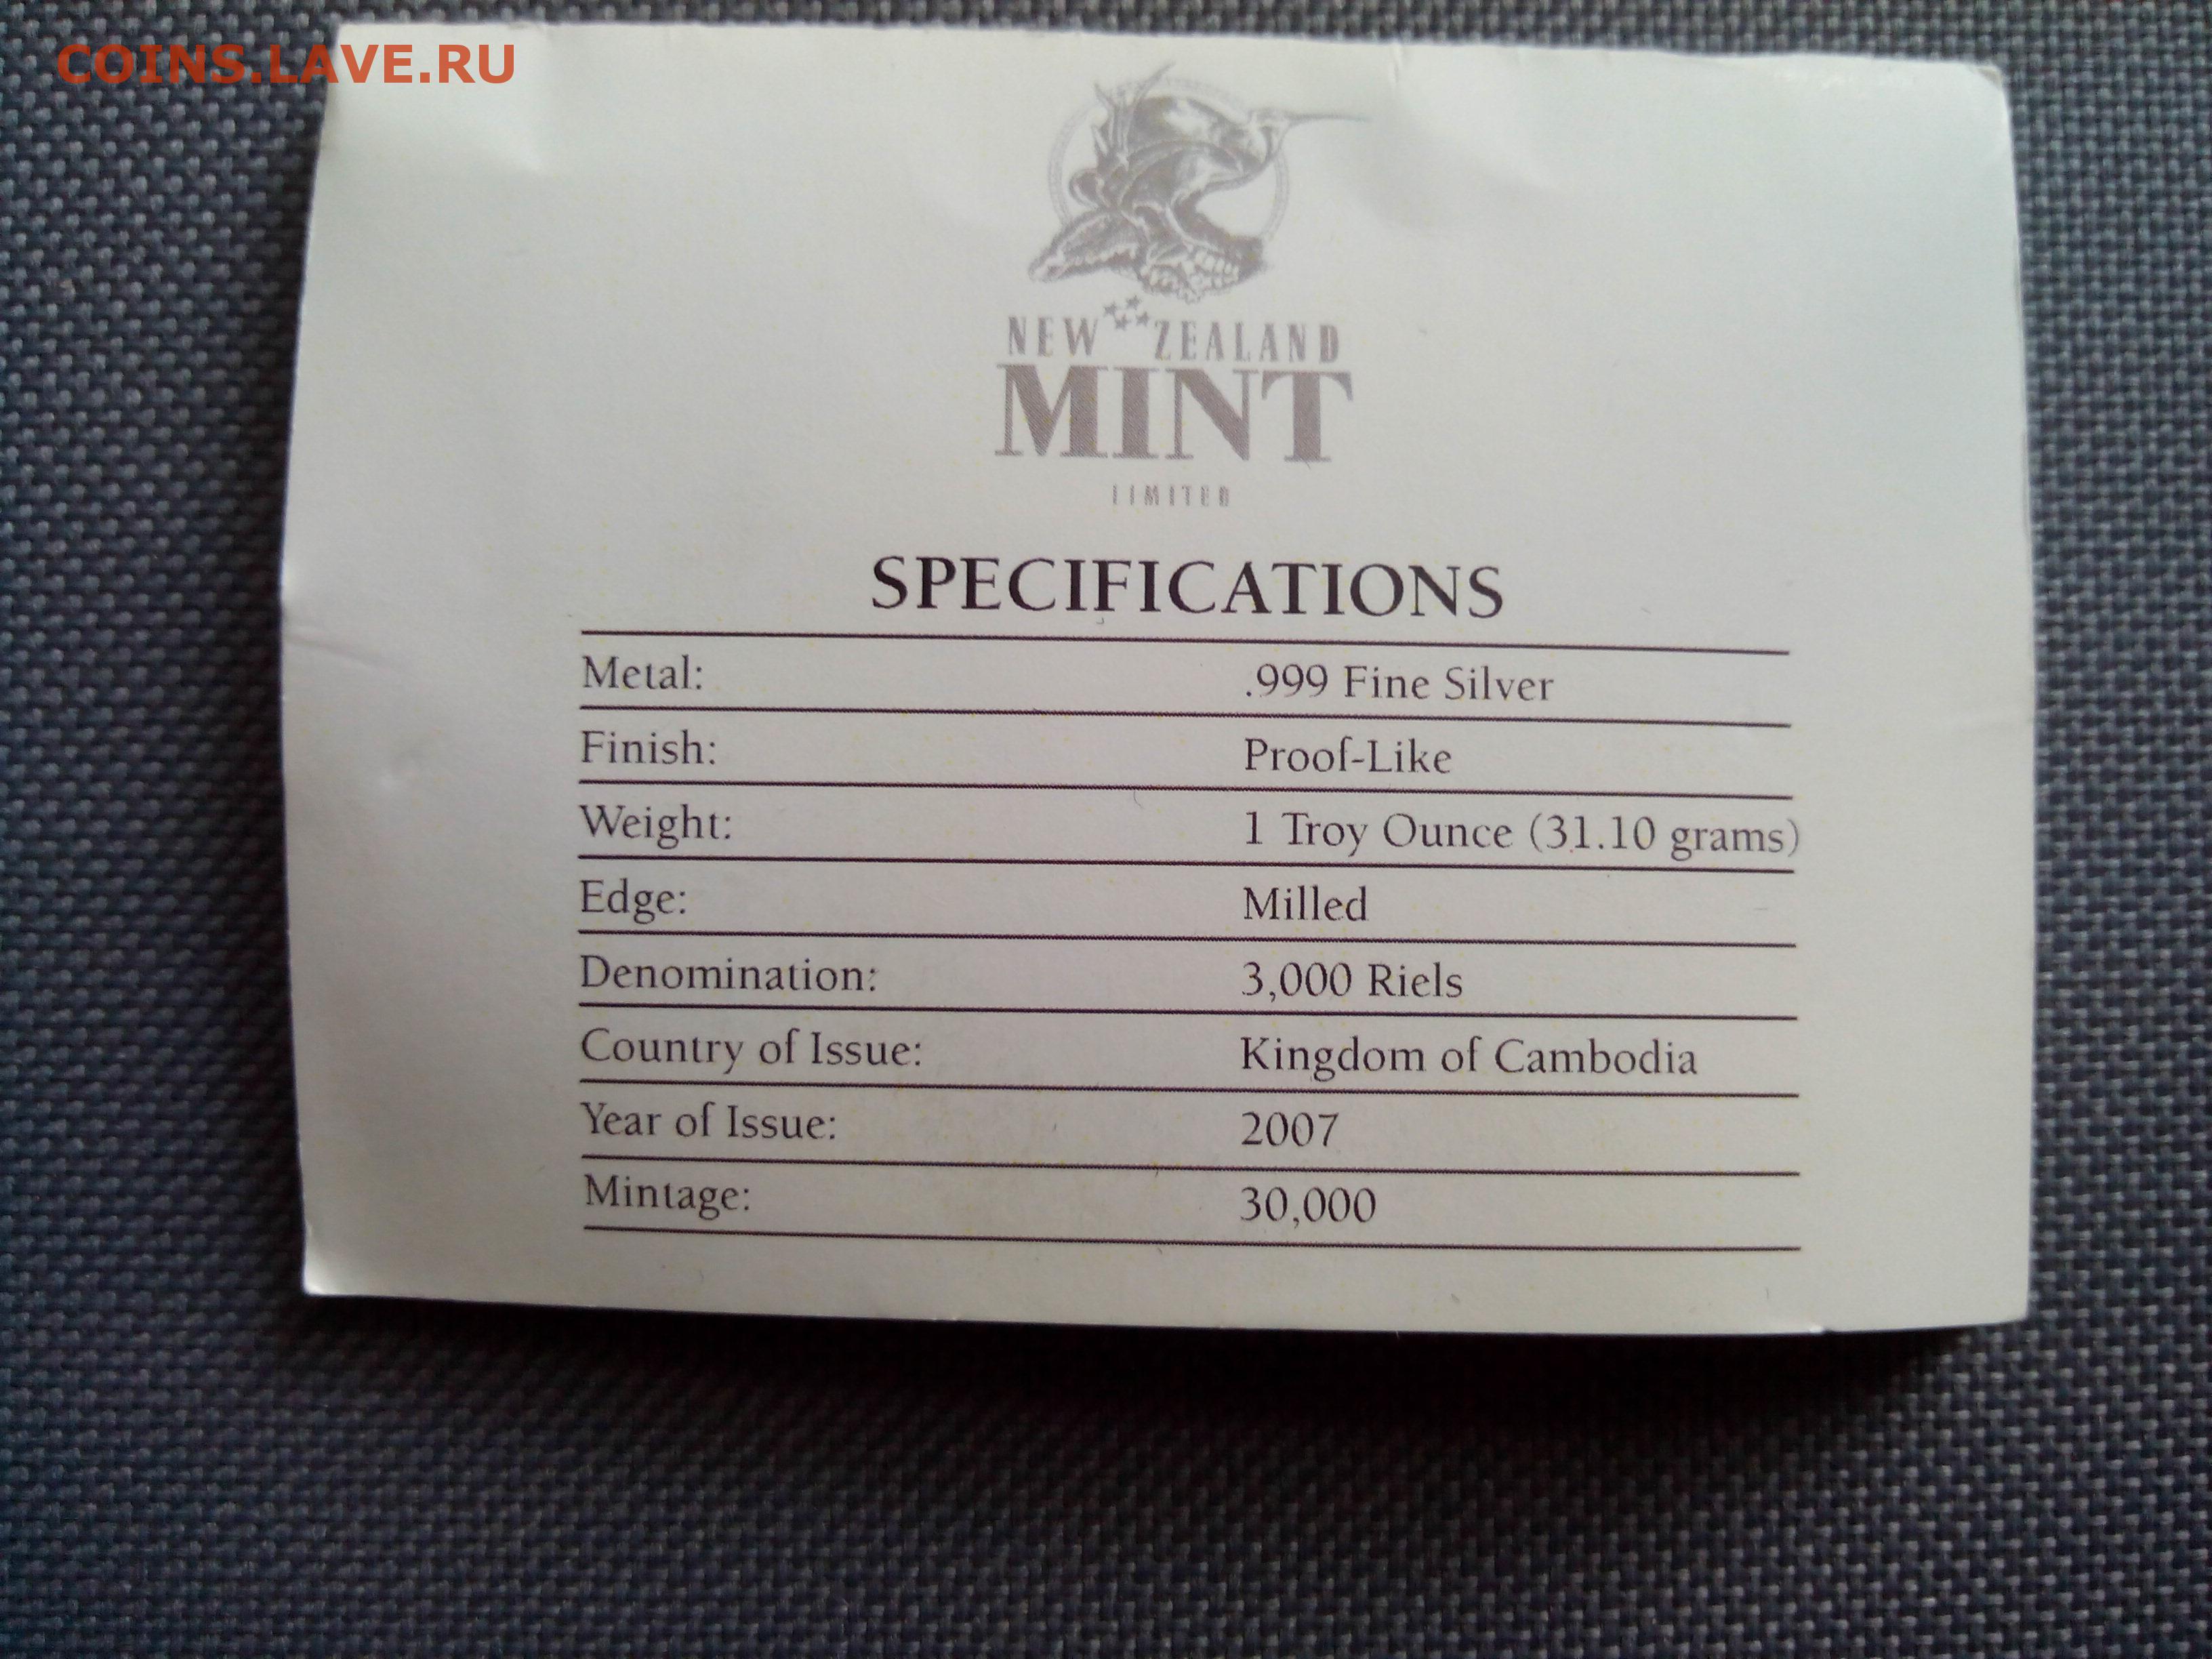 COINS.LAVE.RU
NEW ZEALAND
MINT
LIMITED
SPECIFICATIONS
Metal: .999 Fine Silver
Finish: Proof-Like
Weight: 1 Troy Ounce (31.10 grams)
Edge: Milled
Denomination: 3,000 Riels
Country of Issue: Kingdom of Cambodia
Year of Issue: 2007
Mintage: 30,000